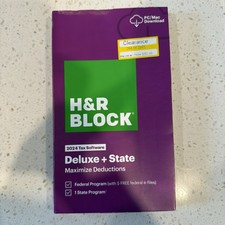 PC/Mac
Download
Clearance
H&R
BLOCK
2024 Tax Software
Deluxe + State
Maximize Deductions
Federal Program (with 5 FREE federal e-files)
1 State Program